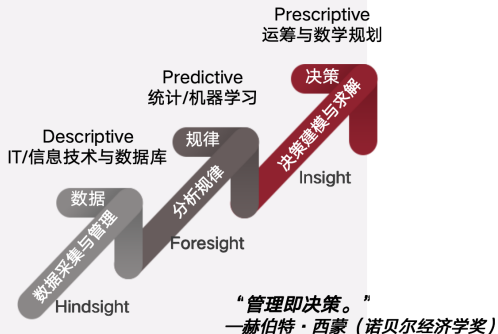 Prescriptive
运筹与数学规划
决策
决策建模与求解
Insight
Predictive
统计/机器学习
规律
分析规律
Foresight
Descriptive
IT/信息技术与数据库
数据
数据采集与管理
Hindsight
“管理即决策。”
—赫伯特·西蒙（诺贝尔经济学奖）